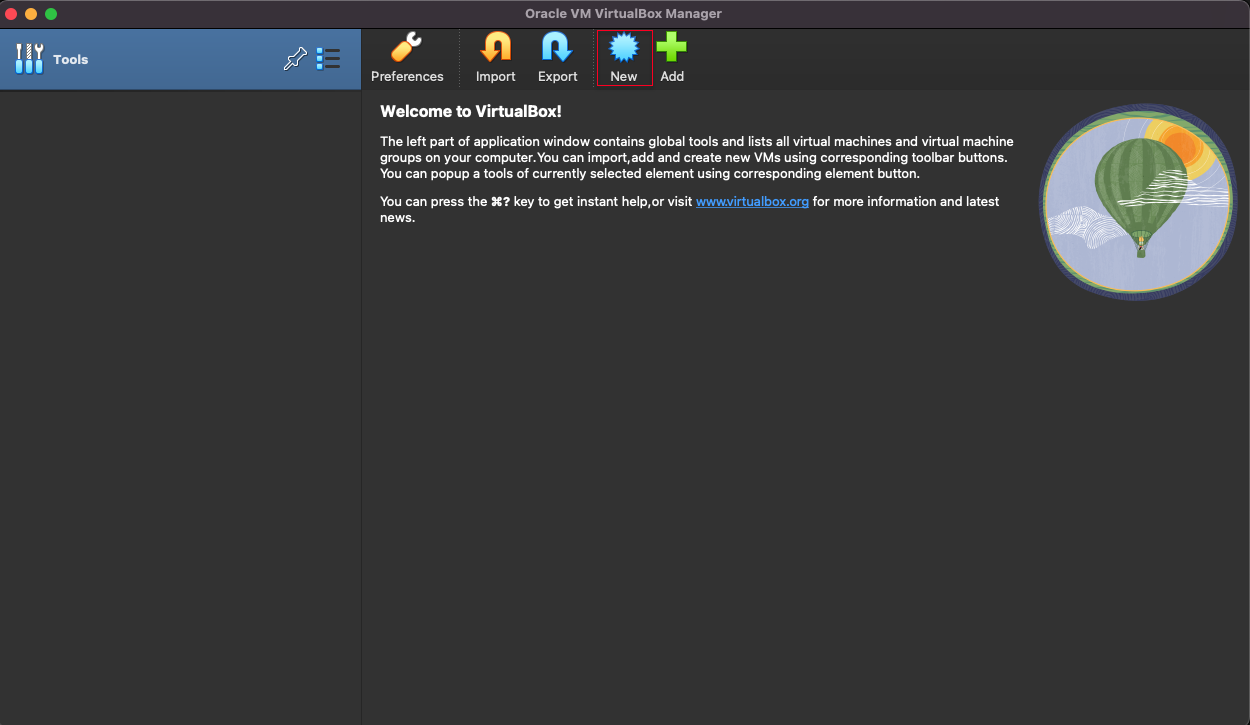 Oracle VM VirtualBox Manager
Tools
Preferences
Import
Export
New
Add
Welcome to VirtualBox!
The left part of application window contains global tools and lists all virtual machines and virtual machine
groups on your computer.You can import,add and create new VMs using corresponding toolbar buttons.
You can popup a tools of currently selected element using corresponding element button.
You can press the ⌘? key to get instant help,or visit www.virtualbox.org for more information and latest
news.